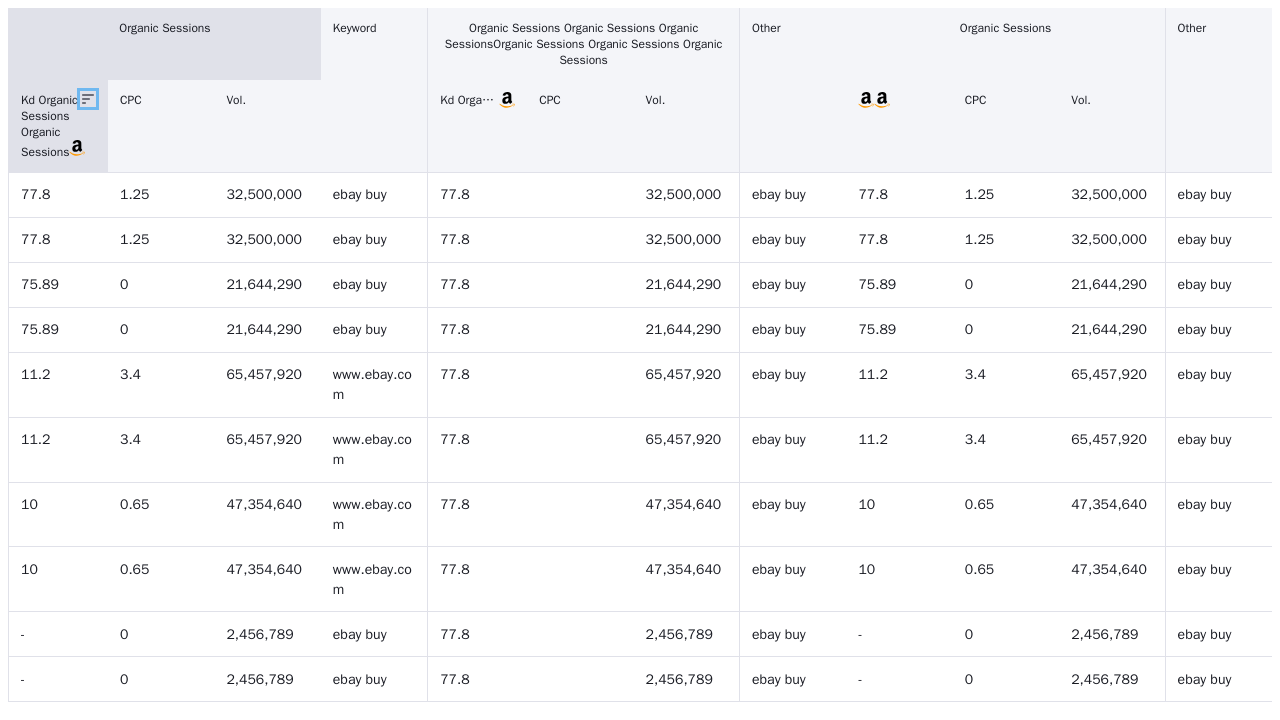 Organic Sessions Keyword Organic Sessions Organic Sessions Organic Other Organic Sessions Other
SessionsOrganic Sessions Organic Sessions Organic
Sessions
Kd Organic CPC Vol. Kd Orga··· a CPC Vol. a a CPC Vol.
Sessions
Organic
Sessions a
77.8 1.25 32,500,000 ebay buy 77.8 32,500,000 ebay buy 77.8 1.25 32,500,000 ebay buy
77.8 1.25 32,500,000 ebay buy 77.8 32,500,000 ebay buy 77.8 1.25 32,500,000 ebay buy
75.89 0 21,644,290 ebay buy 77.8 21,644,290 ebay buy 75.89 0 21,644,290 ebay buy
75.89 0 21,644,290 ebay buy 77.8 21,644,290 ebay buy 75.89 0 21,644,290 ebay buy
11.2 3.4 65,457,920 www.ebay.co 77.8 65,457,920 ebay buy 11.2 3.4 65,457,920 ebay buy
m
11.2 3.4 65,457,920 www.ebay.co 77.8 65,457,920 ebay buy 11.2 3.4 65,457,920 ebay buy
m
10 0.65 47,354,640 www.ebay.co 77.8 47,354,640 ebay buy 10 0.65 47,354,640 ebay buy
m
10 0.65 47,354,640 www.ebay.co 77.8 47,354,640 ebay buy 10 0.65 47,354,640 ebay buy
m
- 0 2,456,789 ebay buy 77.8 2,456,789 ebay buy - 0 2,456,789 ebay buy
- 0 2,456,789 ebay buy 77.8 2,456,789 ebay buy - 0 2,456,789 ebay buy